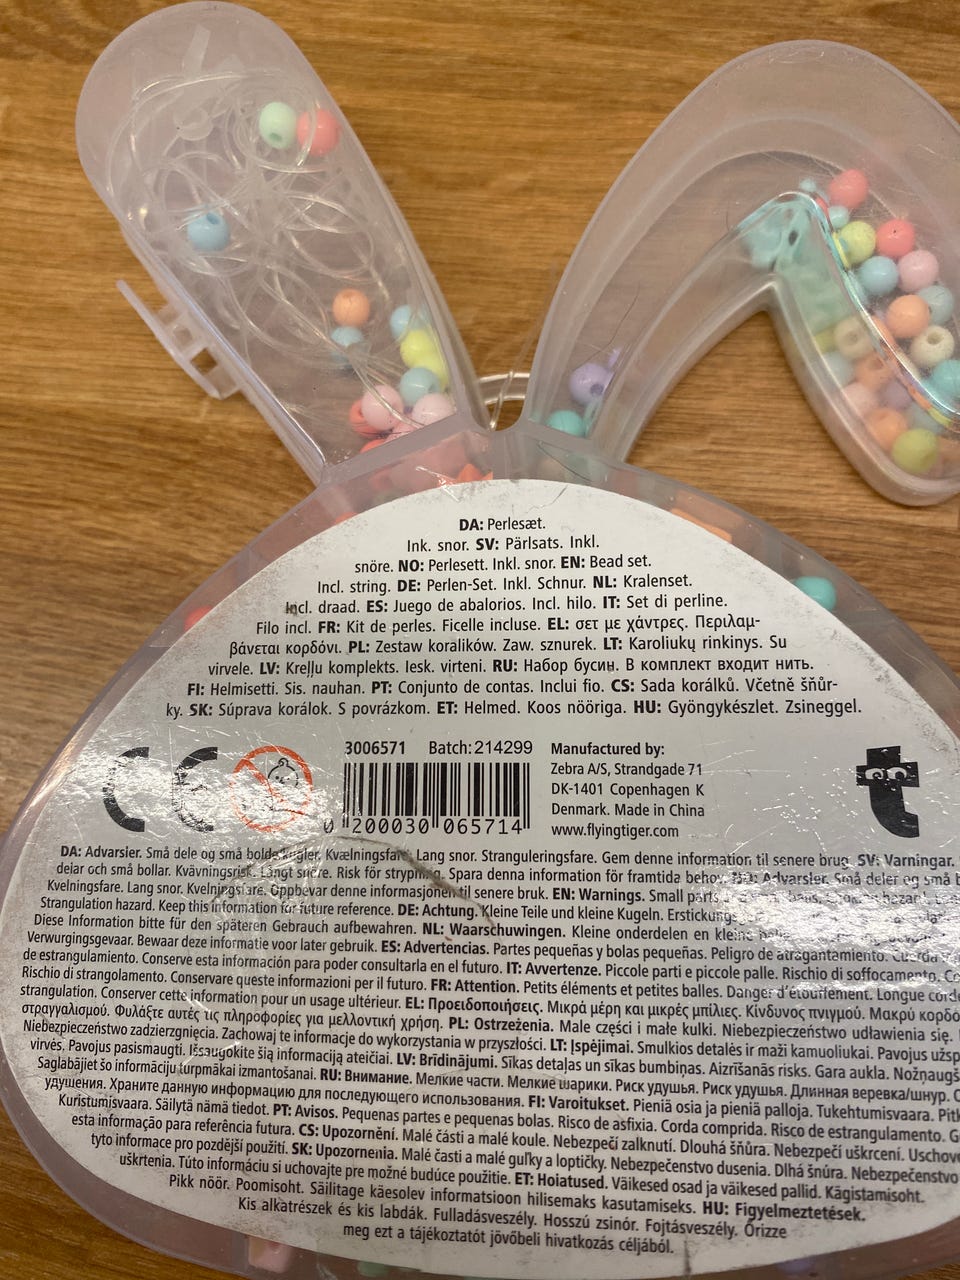 DA: Perlesæt.
Ink. snor. SV: Pärlsats. Inkl.
snöre. NO: Perlesett. Inkl. snor. EN: Bead set.
Incl. string. DE: Perlen-Set. Inkl. Schnur. NL: Kralenset.
Incl. draad. ES: Juego de abalorios. Incl. hilo. IT: Set di perline.
Filo incl. FR: Kit de perles. Ficelle incluse. EL: σετ με χάντρες. Περιλαμ-
βάνεται κορδόνι. PL: Zestaw koralików. Zaw. sznurek. LT: Karoliukų rinkinys. Su
virvele. LV: Kreļļu komplekts. Iesk. virteni. RU: Набор бусин. В комплект входит нить.
FI: Helmisetti. Sis. nauhan. PT: Conjunto de contas. Inclui fio. CS: Sada korálků. Včetně šňůr-
ky. SK: Súprava korálok. S povrázkom. ET: Helmed. Koos nööriga. HU: Gyöngykészlet. Zsineggel.
CE
3006571 Batch: 214299
0 200030 065714
Manufactured by:
Zebra A/S, Strandgade 71
DK-1401 Copenhagen K
Denmark. Made in China
www.flyingtiger.com
t
DA: Advarsler. Små dele og små bolde/kugler. Kvælningsfare. Lang snor. Stranguleringsfare. Gem denne information til senere brug. SV: Varningar.
delar och små bollar. Kvävningsrisk. Långt snöre. Risk för strypning. Spara denna information för framtida behov. NO: Advarsler. Små deler og små
Kvelningsfare. Lang snor. Kvelningsfare. Oppbevar denne informasjonen til senere bruk. EN: Warnings. Small parts
Strangulation hazard. Keep this information for future reference. DE: Achtung. Kleine Teile und kleine Kugeln.
Diese Information bitte für den späteren Gebrauch aufbewahren. NL: Waarschuwingen. Kleine onderdelen en kleine
Verwurgingsgevaar. Bewaar deze informatie voor later gebruik. ES: Advertencias. Partes pequeñas y bolas pequeñas. Peligro de atragantamiento. Cuerda
de estrangulamiento. Conserve esta información para poder consultarla en el futuro. IT: Avvertenze. Piccole parti e piccole palle. Rischio di soffocamento.
Rischio di strangolamento. Conservare queste informazioni per il futuro. FR: Attention. Petits éléments et petites balles. Danger d'étouffement. Longue corde
strangulation. Conserver cette information pour un usage ultérieur. EL: Προειδοποιήσεις. Μικρά μέρη και μικρές μπίλιες. Κίνδυνος πνιγμού. Μακρύ
στραγγαλισμού. Φυλάξτε αυτές τις πληροφορίες για μελλοντική χρήση. PL: Ostrzeżenia. Małe części i małe kulki. Niebezpieczeństwo udławienia się.
Niebezpieczeństwo zadzierzgnięcia. Zachowaj te informacje do wykorzystania w przyszłości. LT: Įspėjimai. Smulkios detalės ir maži kamuoliukai. Pavojus
virvės. Pavojus pasismaugti. Išsaugokite šią informaciją ateičiai. LV: Brīdinājumi. Sīkas detaļas un sīkas bumbiņas. Aizrīšanās risks. Gara aukla.
Saglabājiet šo informāciju turpmākai izmantošanai. RU: Внимание. Мелкие части. Мелкие шарики. Риск удушья. Риск удушья. Длинная веревка/шнур.
удушения. Храните данную информацию для последующего использования. FI: Varoitukset. Pieniä osia ja pieniä palloja. Tukehtumisvaara.
Kuristumisvaara. Säilytä nämä tiedot. PT: Avisos. Pequenas partes e pequenas bolas. Risco de asfixia. Corda comprida. Risco de estrangulamento.
esta informação para referência futura. CS: Upozornění. Malé části a malé koule. Nebezpečí zalknutí. Dlouhá šňůra. Nebezpečí uškrcení.
tyto informace pro pozdější použití. SK: Upozornenia. Malé časti a malé guľky a loptičky. Nebezpečenstvo dusenia. Dlhá šnúra. Nebezpečenstvo
uškrtenia. Túto informáciu si uchovajte pre možné budúce použitie. ET: Hoiatused. Väikesed osad ja väikesed pallid. Kägistamisoht.
Pikk nöör. Poomisoht. Säilitage käesolev informatsioon hilisemaks kasutamiseks. HU: Figyelmeztetések.
Kis alkatrészek és kis labdák. Fulladásveszély. Hosszú zsinór. Fojtásveszély. Őrizze
meg ezt a tájékoztatót jövőbeli hivatkozás céljából.